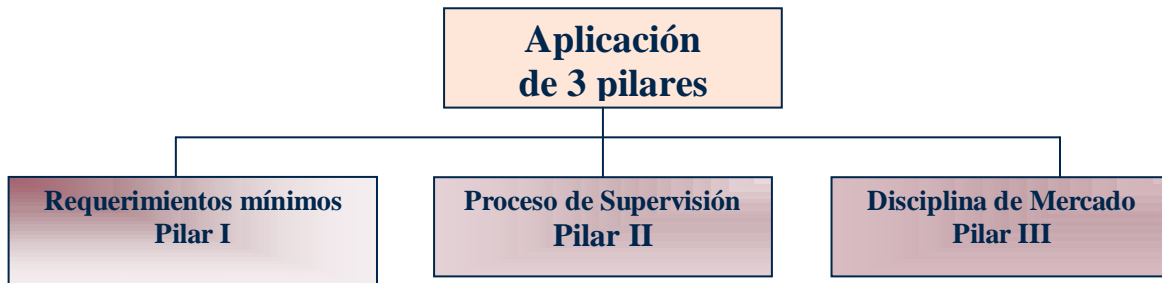 Aplicación
de 3 pilares
Requerimientos mínimos
Pilar I
Proceso de Supervisión
Pilar II
Disciplina de Mercado
Pilar III